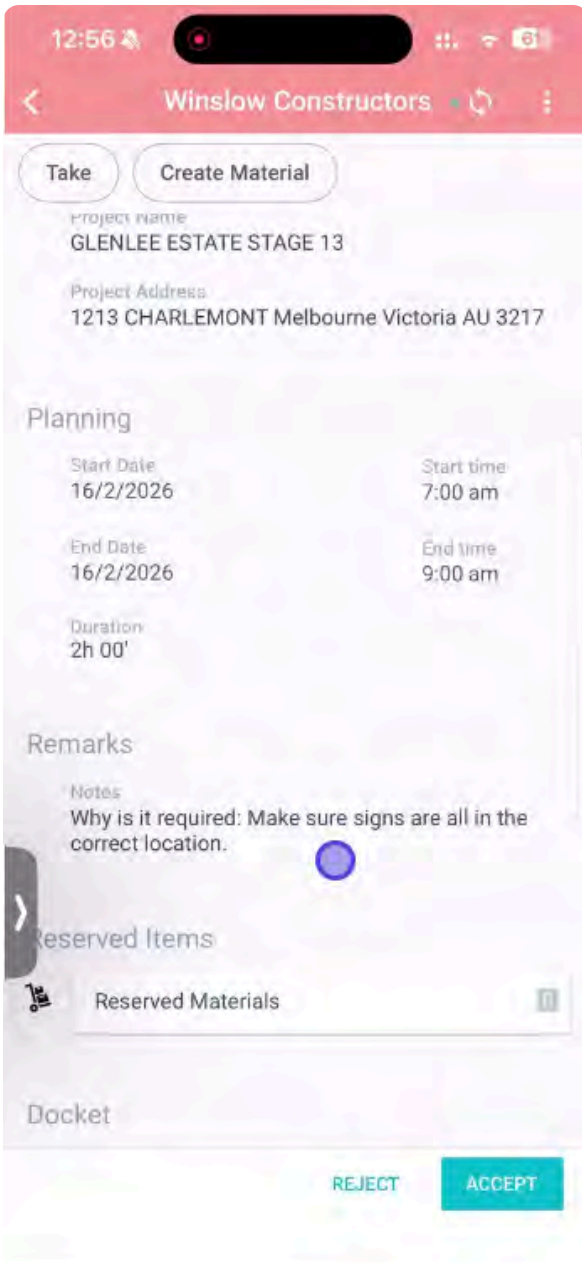 12:56
61
Winslow Constructors
Take
Create Material
Project Name
GLENLEE ESTATE STAGE 13
Project Address
1213 CHARLEMONT Melbourne Victoria AU 3217
Planning
Start Date
Start time
16/2/2026
7:00 am
End Date
End time
16/2/2026
9:00 am
Duration
2h 00'
Remarks
Notes
Why is it required: Make sure signs are all in the
correct location.
Reserved Items
Reserved Materials
Docket
REJECT
ACCEPT